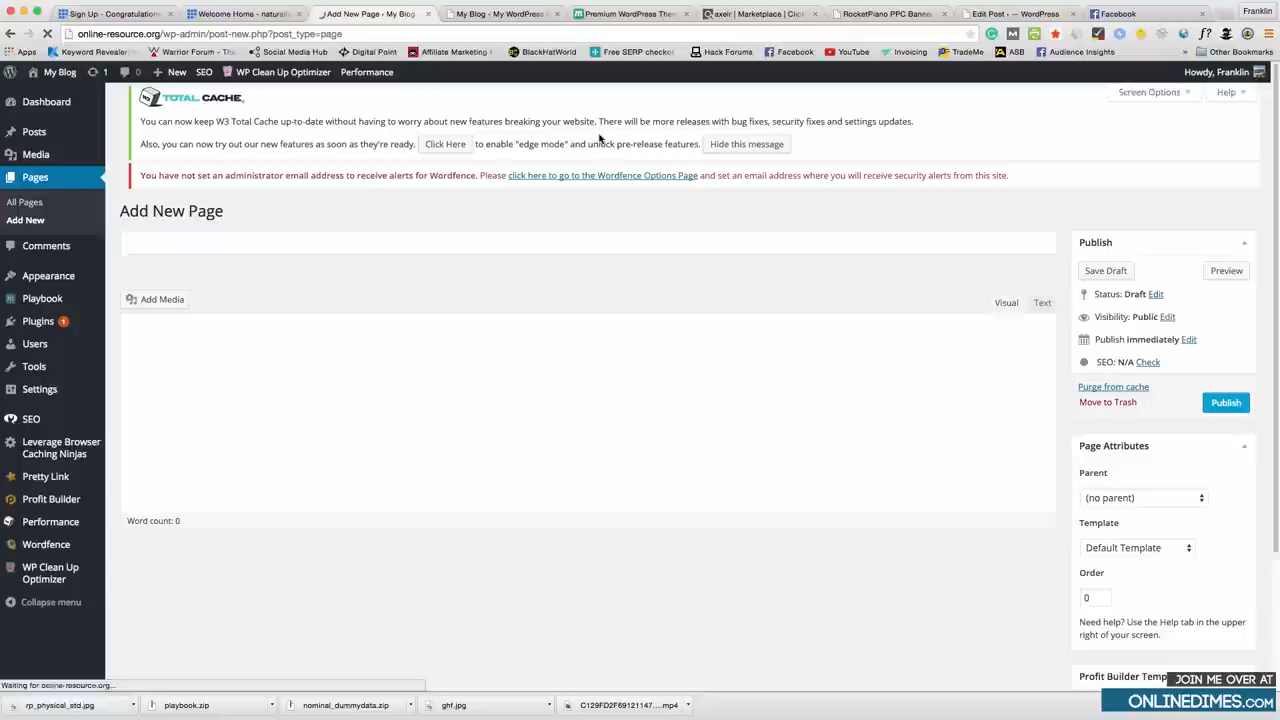 Sign Up - Congratulations
Welcome Home - natural
Add New Page ‹ My Blog
My Blog - My WordPress
Premium WordPress The
axelr | Marketplace | Click
RocketPiano PPC Bann
Edit Post ‹ — WordPress
Facebook
Franklin
online-resource.org/wp-admin/post-new.php?post_type=page
Apps
Keyword Revealer
Warrior Forum - The
Social Media Hub
Digital Point
Affiliate Marketing
BlackHatWorld
Free SERP checker
Hack Forums
Facebook
YouTube
Invoicing
TradeMe
ASB
Audience Insights
Other Bookmarks
My Blog
1
0
New
SEO
WP Clean Up Optimizer
Performance
Howdy, Franklin
Dashboard
Posts
Media
Pages
All Pages
Add New
Comments
Appearance
Playbook
Plugins 1
Users
Tools
Settings
SEO
Leverage Browser
Caching Ninjas
Pretty Link
Profit Builder
Performance
Wordfence
WP Clean Up
Optimizer
Collapse menu
W3 TOTAL CACHE
Screen Options
Help
You can now keep W3 Total Cache up-to-date without having to worry about new features breaking your website. There will be more releases with bug fixes, security fixes and settings updates.
Also, you can now try out our new features as soon as they're ready. Click Here to enable "edge mode" and unlock pre-release features. Hide this message
You have not set an administrator email address to receive alerts for Wordfence. Please click here to go to the Wordfence Options Page and set an email address where you will receive security alerts from this site.
Add New Page
Add Media
Visual
Text
Word count: 0
Publish
Save Draft
Preview
Status: Draft Edit
Visibility: Public Edit
Publish immediately Edit
SEO: N/A Check
Purge from cache
Move to Trash
Publish
Page Attributes
Parent
(no parent)
Template
Default Template
Order
0
Need help? Use the Help tab in the upper
right of your screen.
Profit Builder Temp
JOIN ME OVER AT
ONLINEDIMES.COM
Waiting for online-resource.org...
rp_physical_std.jpg
playbook.zip
nominal_dummydata.zip
ghf.jpg
C129FD2F69121147....mp4